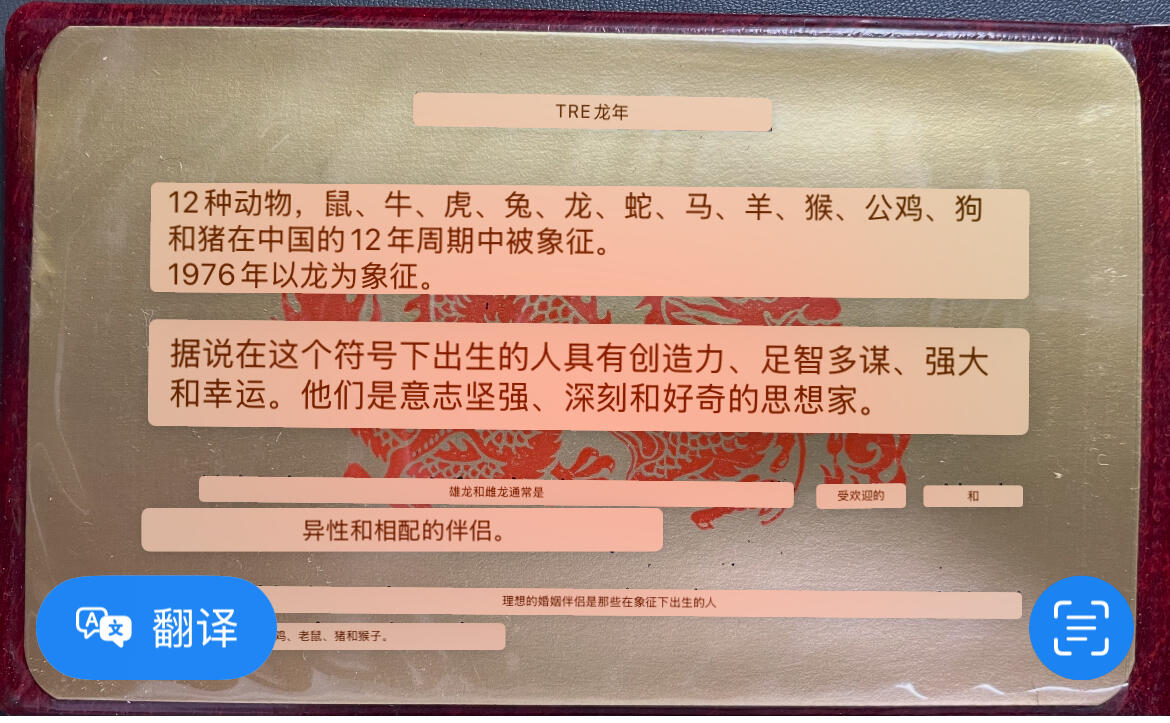 TRE龙年
12种动物，鼠、牛、虎、兔、龙、蛇、马、羊、猴、公鸡、狗
和猪在中国的12年周期中被象征。
1976年以龙为象征。
据说在这个符号下出生的人具有创造力、足智多谋、强大
和幸运。他们是意志坚强、深刻和好奇的思想家。
雄龙和雌龙通常是 受欢迎的 和
异性和相配的伴侣。
理想的婚姻伴侣是那些在象征下出生的人
鸡、老鼠、猪和猴子。
翻译